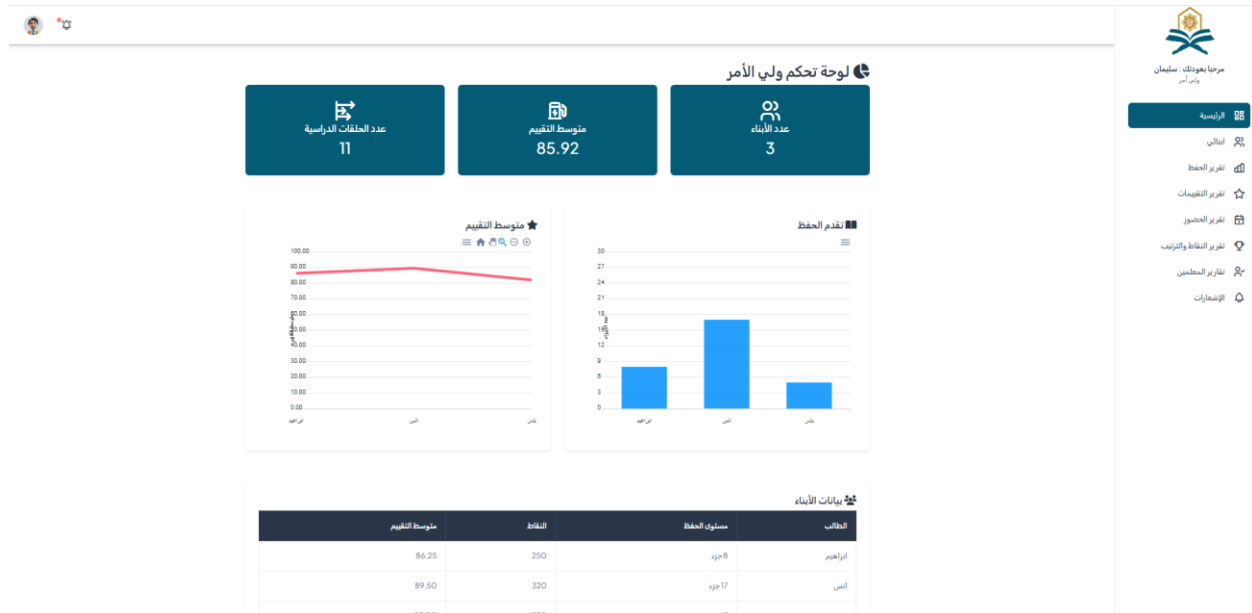 مرحبا بعودتك : سليمان
ولي أمر
الرئيسية
ابنائي
تقرير الحفظ
تقرير التقييمات
تقرير الحضور
تقرير النقاط والترتيب
تقارير المعلمين
الإشعارات
لوحة تحكم ولي الأمر
عدد الأبناء
3
متوسط التقييم
85.92
عدد الحلقات الدراسية
11
تقدم الحفظ
30
27
24
21
18
15
12
9
6
3
0
ابراهيم
انس
متوسط التقييم
100.00
90.00
80.00
70.00
60.00
50.00
40.00
30.00
20.00
10.00
0.00
ابراهيم
انس
بيانات الأبناء
الطالب مستوى الحفظ النقاط متوسط التقييم
ابراهيم 8 جزء 250 86.25
انس 17 جزء 320 89.50